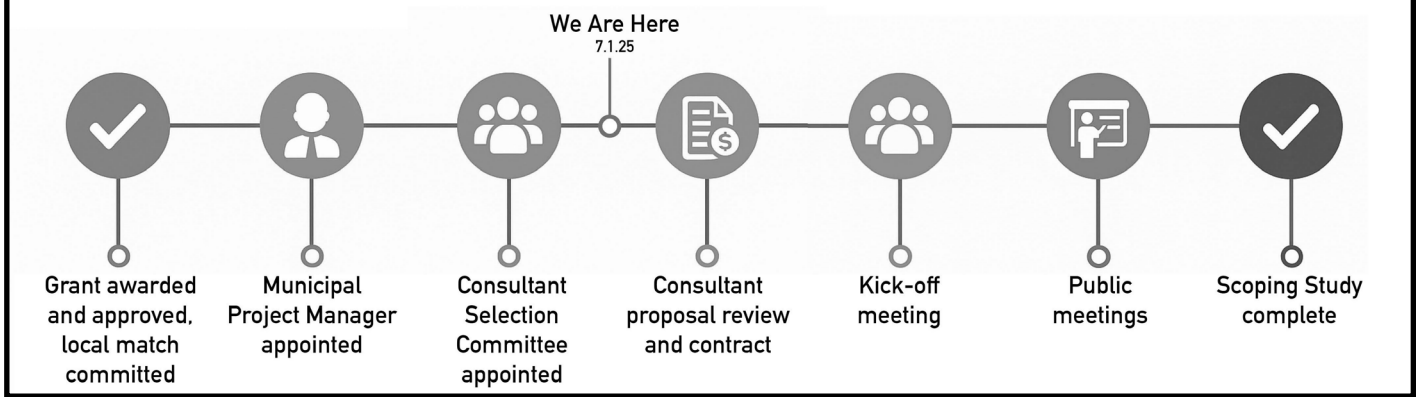 We Are Here
7.1.25
$
Grant awarded
and approved,
local match
committed
Municipal
Project Manager
appointed
Consultant
Selection
Committee
appointed
Consultant
proposal review
and contract
Kick-off
meeting
Public
meetings
Scoping Study
complete